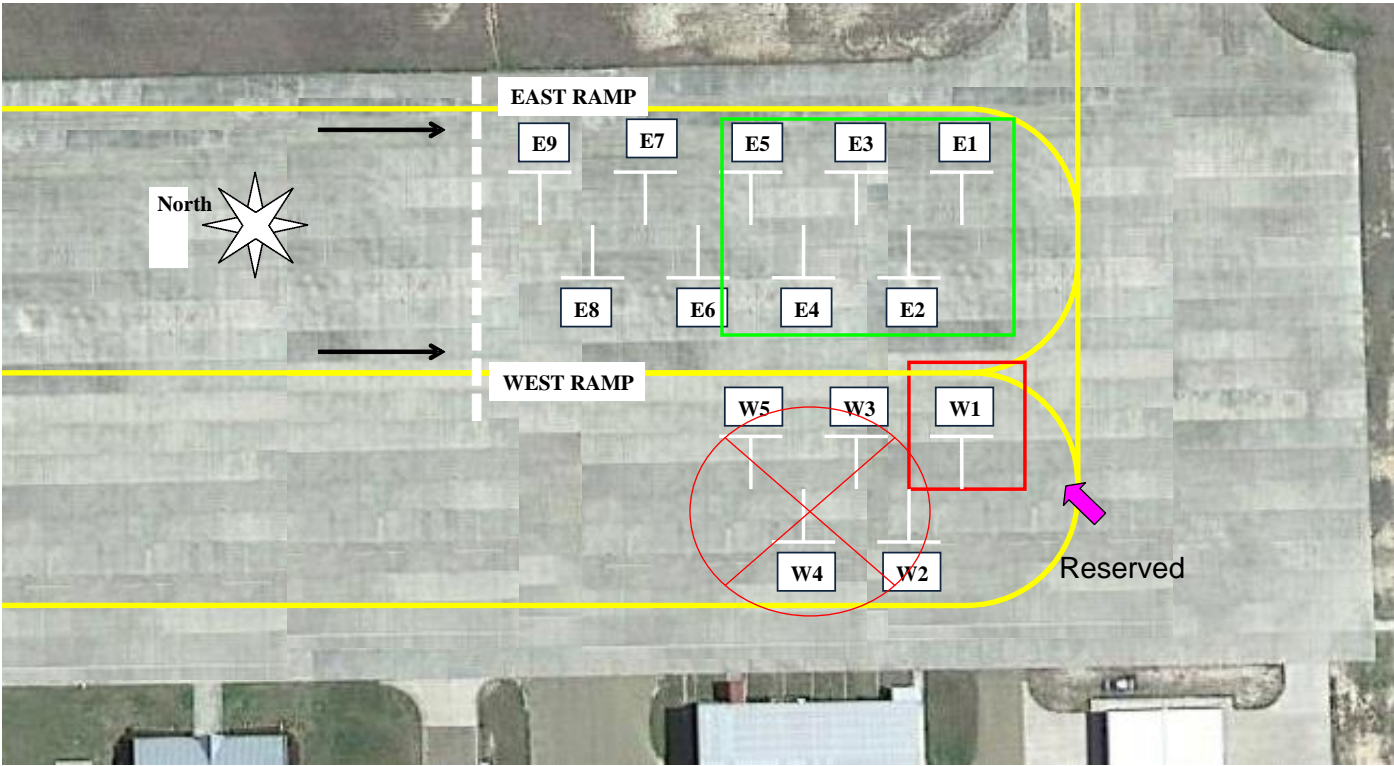 EAST RAMP
E9
E7
E5
E3
E1
North
E8
E6
E4
E2
WEST RAMP
W5
W3
W1
W4
W2
Reserved